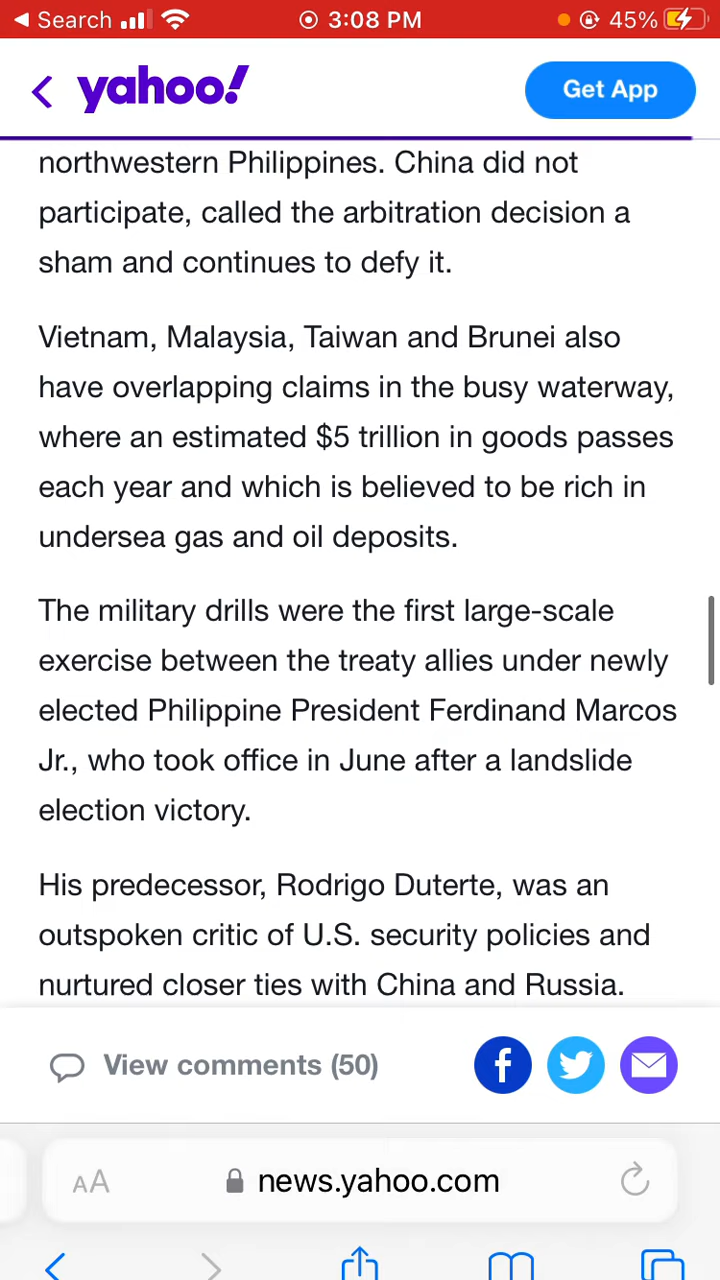 Search 3:08 PM 45%
yahoo! Get App
northwestern Philippines. China did not
participate, called the arbitration decision a
sham and continues to defy it.
Vietnam, Malaysia, Taiwan and Brunei also
have overlapping claims in the busy waterway,
where an estimated $5 trillion in goods passes
each year and which is believed to be rich in
undersea gas and oil deposits.
The military drills were the first large-scale
exercise between the treaty allies under newly
elected Philippine President Ferdinand Marcos
Jr., who took office in June after a landslide
election victory.
His predecessor, Rodrigo Duterte, was an
outspoken critic of U.S. security policies and
nurtured closer ties with China and Russia.
View comments (50)
AA news.yahoo.com